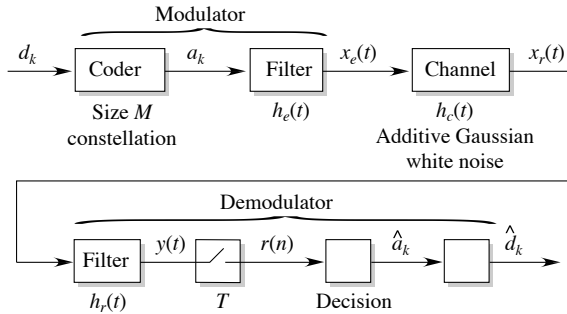 Modulator
d_k Coder a_k Filter x_e(t) Channel x_r(t)
Size M
constellation
h_e(t)
h_c(t)
Additive Gaussian
white noise
Demodulator
Filter y(t) r(n) â_k d̂_k
h_r(t) T Decision